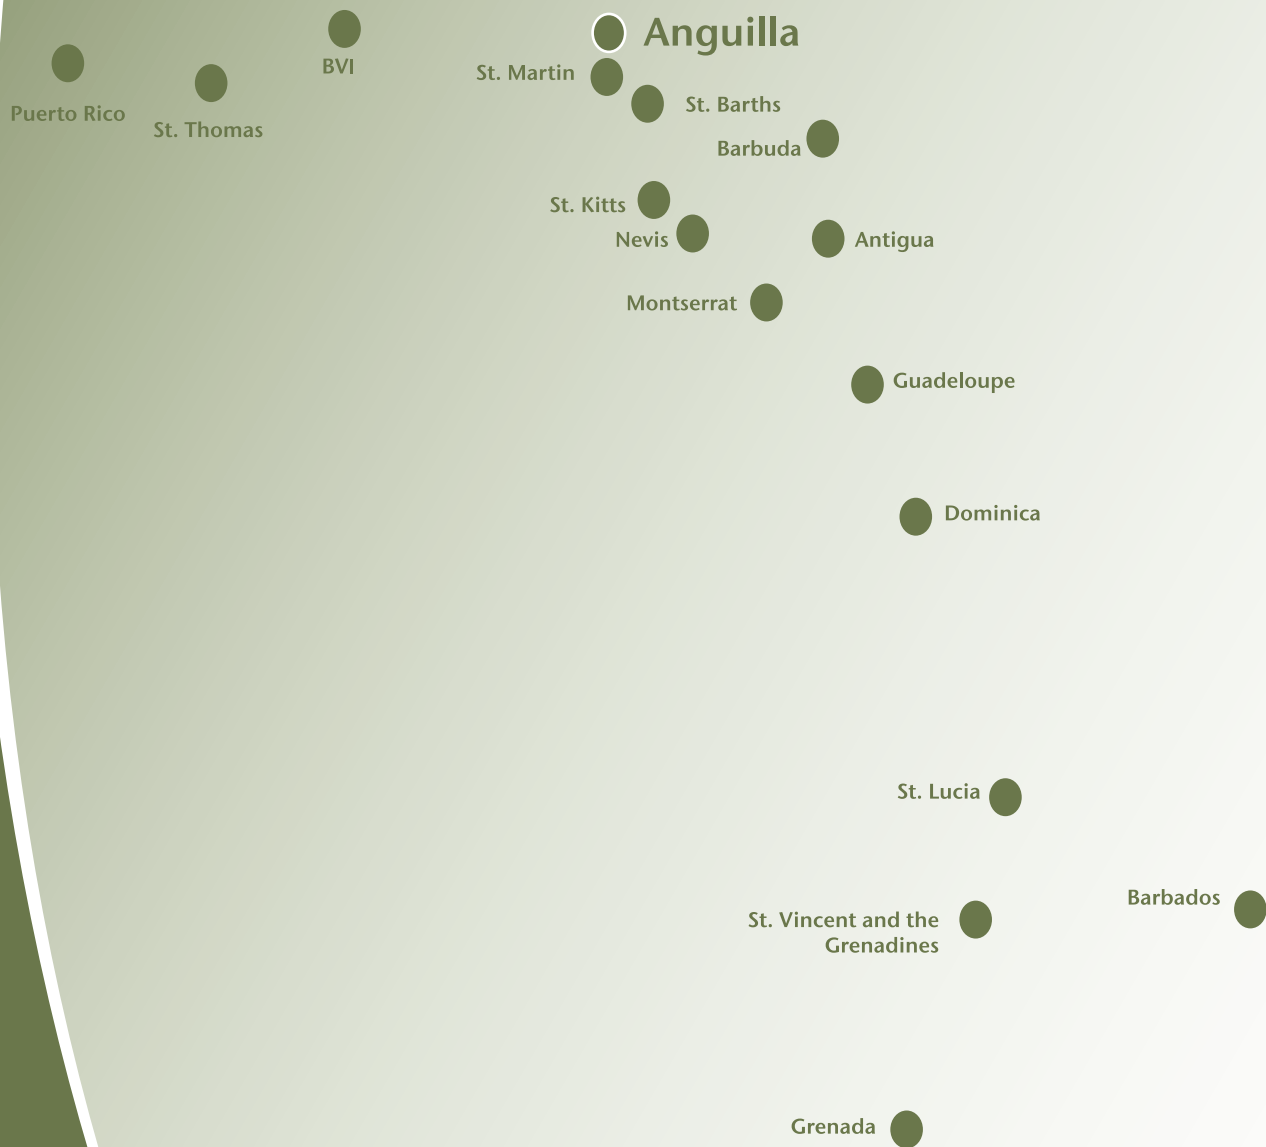 Anguilla
BVI
St. Martin
Puerto Rico
St. Thomas
St. Barths
Barbuda
St. Kitts
Nevis
Antigua
Montserrat
Guadeloupe
Dominica
St. Lucia
Barbados
St. Vincent and the
Grenadines
Grenada